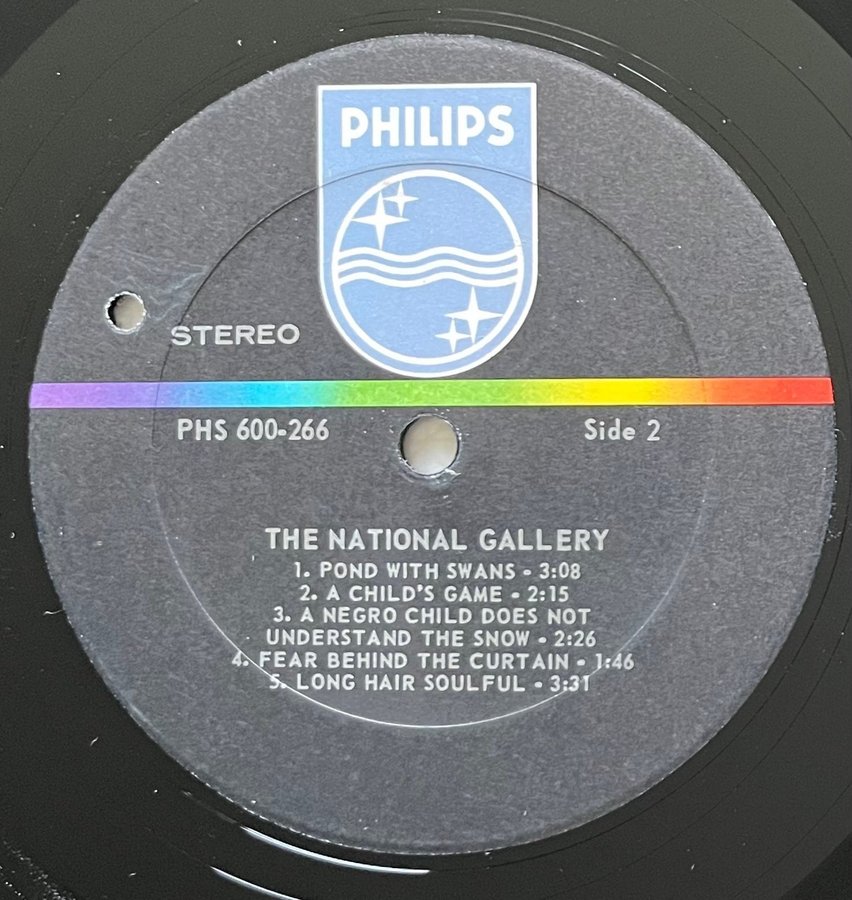 PHILIPS
STEREO
PHS 600-266 Side 2
THE NATIONAL GALLERY
1. POND WITH SWANS - 3:08
2. A CHILD'S GAME - 2:15
3. A NEGRO CHILD DOES NOT
UNDERSTAND THE SNOW - 2:26
4. FEAR BEHIND THE CURTAIN - 1:46
5. LONG HAIR SOULFUL - 3:31